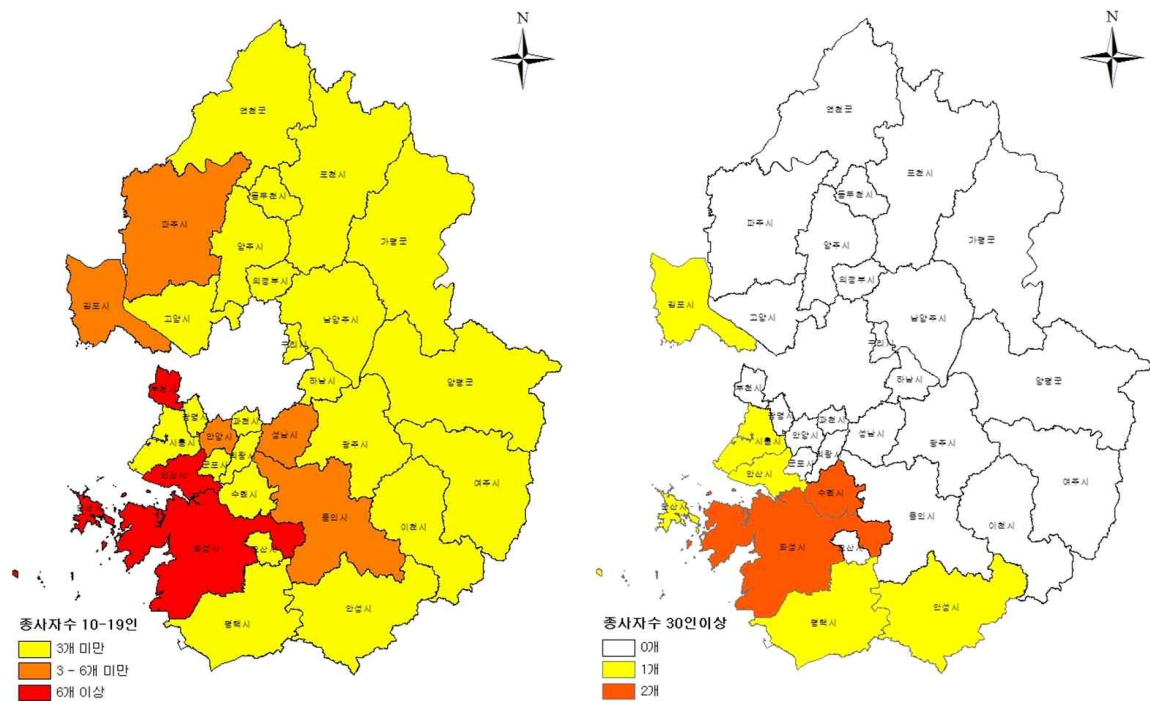 N
연천군
포천시
동두천시
파주시
가평군
양주시
의정부시
김포시
고양시
남양주시
구리시
하남시
양평군
부천시
광명시
과천시
시흥시
안양시
성남시
광주시
의왕시
안산시
군포시
수원시
여주시
용인시
이천시
안산시
화성시
오산시
안성시
평택시
종사자수 10-19인
3개 미만
3 - 6개 미만
6개 이상
N
연천군
포천시
동두천시
파주시
가평군
양주시
의정부시
김포시
고양시
남양주시
구리시
하남시
양평군
부천시
광명시
과천시
시흥시
안양시
성남시
광주시
의왕시
안산시
군포시
수원시
여주시
용인시
이천시
안산시
화성시
오산시
안성시
평택시
종사자수 30인이상
0개
1개
2개